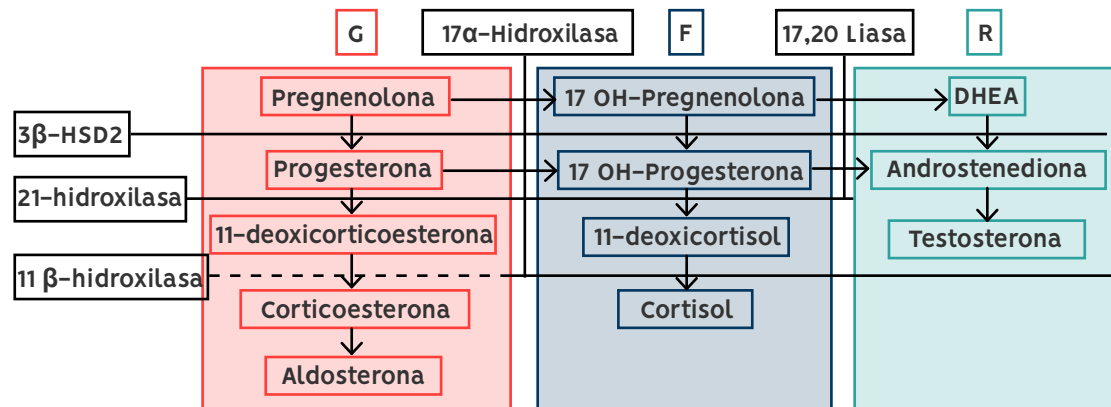 G
17α-Hidroxilasa
F
17,20 Liasa
R
Pregnenolona
17 OH-Pregnenolona
DHEA
3β-HSD2
Progesterona
17 OH-Progesterona
Androstenediona
21-hidroxilasa
11-deoxicorticoesterona
11-deoxicortisol
Testosterona
11 β-hidroxilasa
Corticoesterona
Cortisol
Aldosterona